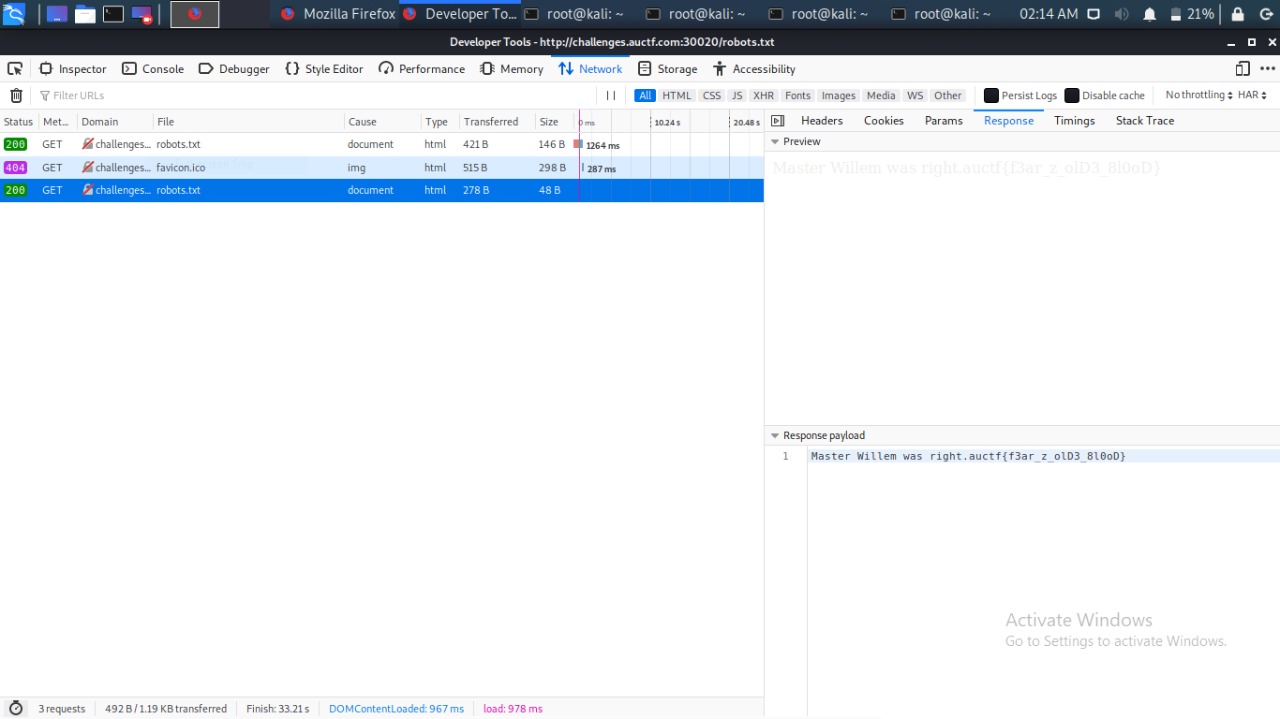 Mozilla Firefox Developer To... root@kali: ~ root@kali: ~ root@kali: ~ root@kali: ~ 02:14 AM 21%
Developer Tools - http://challenges.auctf.com:30020/robots.txt
Inspector Console Debugger {} Style Editor Performance Memory Network Storage Accessibility
Filter URLs All HTML CSS JS XHR Fonts Images Media WS Other Persist Logs Disable cache No throttling HAR
Status Met... Domain File Cause Type Transferred Size 0 ms 10.24 s 20.48 s
200 GET challenges... robots.txt document html 421 B 146 B 1264 ms
404 GET challenges... favicon.ico img html 515 B 298 B 287 ms
200 GET challenges... robots.txt document html 278 B 48 B
Headers Cookies Params Response Timings Stack Trace
Preview
Master Willem was right.auctf{f3ar_z_olD3_8l0oD}
Response payload
1 Master Willem was right.auctf{f3ar_z_olD3_8l0oD}
Activate Windows
Go to Settings to activate Windows.
3 requests 492 B / 1.19 KB transferred Finish: 33.21 s DOMContentLoaded: 967 ms load: 978 ms